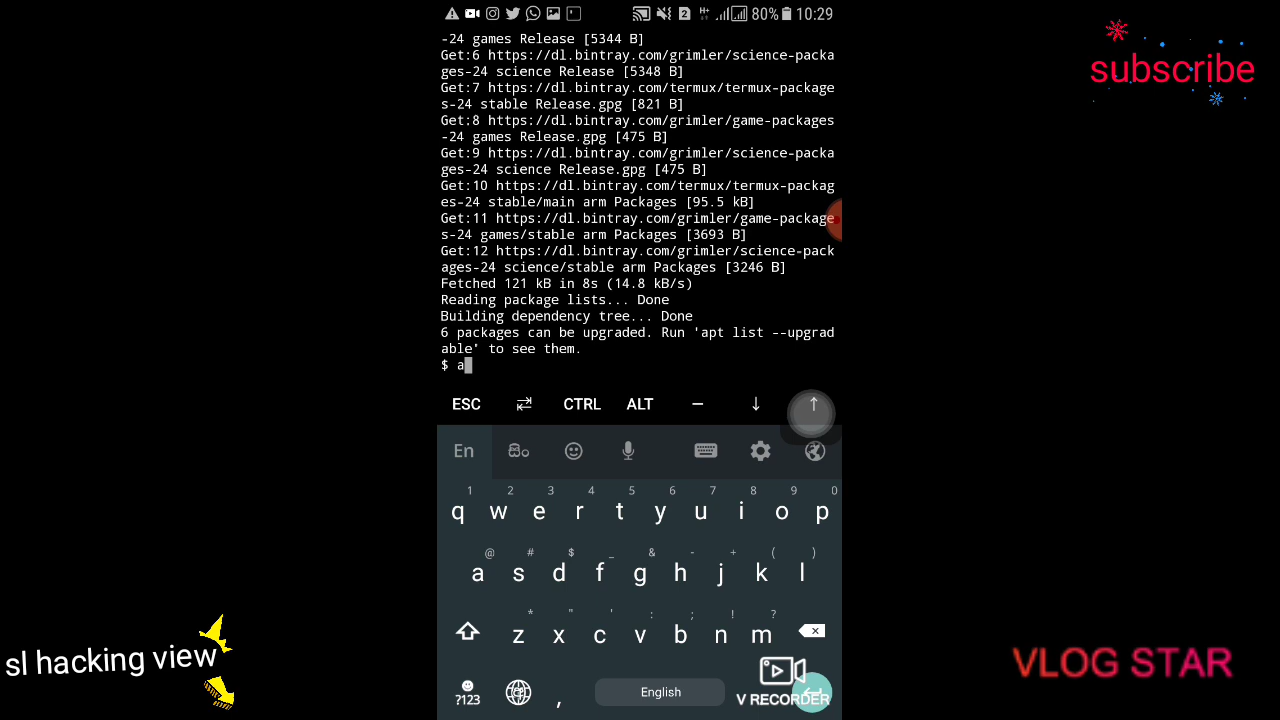 80% 10:29
-24 games Release [5344 B]
Get:6 https://dl.bintray.com/grimler/science-packa
ges-24 science Release [5348 B]
Get:7 https://dl.bintray.com/termux/termux-package
s-24 stable Release.gpg [821 B]
Get:8 https://dl.bintray.com/grimler/game-packages
-24 games Release.gpg [475 B]
Get:9 https://dl.bintray.com/grimler/science-packa
ges-24 science Release.gpg [475 B]
Get:10 https://dl.bintray.com/termux/termux-packag
es-24 stable/main arm Packages [95.5 kB]
Get:11 https://dl.bintray.com/grimler/game-package
s-24 games/stable arm Packages [3693 B]
Get:12 https://dl.bintray.com/grimler/science-pack
ages-24 science/stable arm Packages [3246 B]
Fetched 121 kB in 8s (14.8 kB/s)
Reading package lists... Done
Building dependency tree... Done
6 packages can be upgraded. Run 'apt list --upgrad
able' to see them.
$ a
ESC ⇄ CTRL ALT — ↓ ↑
En
1 2 3 4 5 6 7 8 9 0
q w e r t y u i o p
@ # $ _ & - + ( )
a s d f g h j k l
* " ' : ; ! ?
z x c v b n m
?123 , English
V RECORDER
subscribe
sl hacking view
VLOG STAR